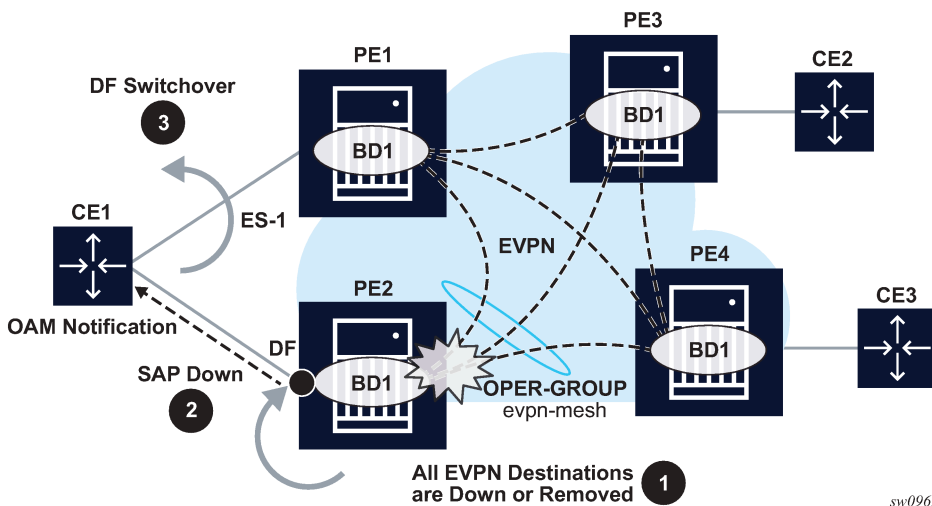 PE3
PE1
CE2
DF Switchover
3
BD1
BD1
CE1
ES-1
EVPN
PE4
PE2
CE3
OAM Notification
DF
BD1
SAP Down
BD1
OPER-GROUP
evpn-mesh
2
All EVPN Destinations
are Down or Removed
1
sw096